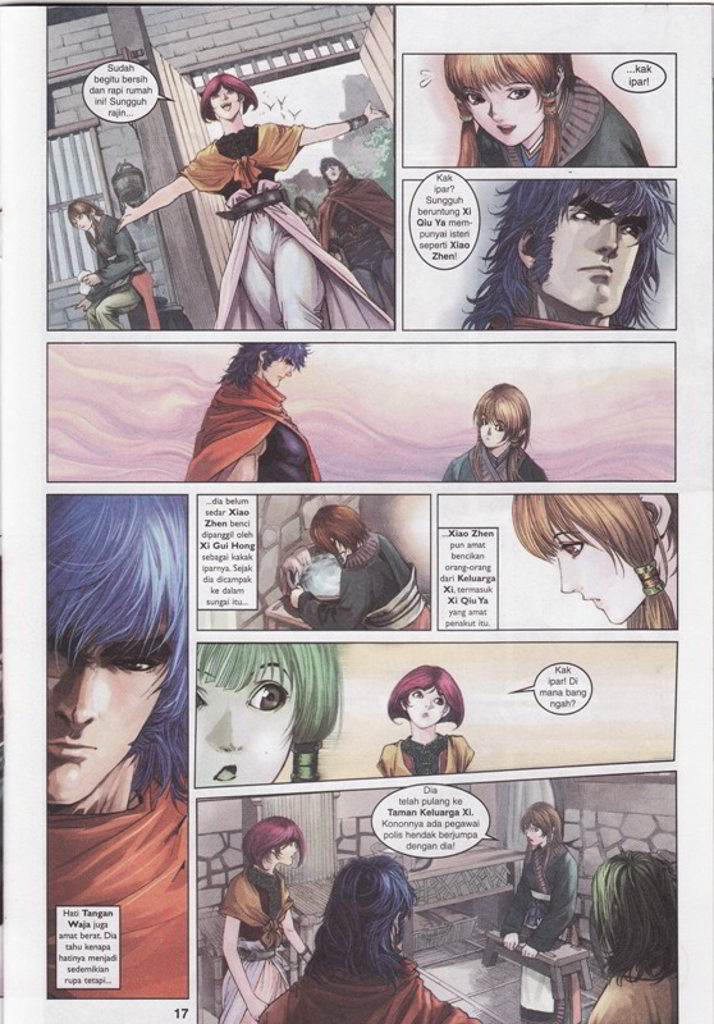 Sudah
begitu bersih
dan rapi rumah
ini! Sungguh
rajin...
...kak
ipar!
Kak
ipar?
Sungguh
beruntung Xi
Qiu Ya mem-
punyai isteri
seperti Xiao
Zhen!
...dia belum
sedar Xiao
Zhen benci
dipanggil oleh
Xi Gui Hong
sebagai kakak
iparnya. Sejak
dia dicampak
ke dalam
sungai itu...
...Xiao Zhen
pun amat
bencikan
orang-orang
dari Keluarga
Xi, termasuk
Xi Qiu Ya
yang amat
penakut itu.
Kak
ipar! Di
mana bang
ngah?
Dia
telah pulang ke
Taman Keluarga Xi.
Kononnya ada pegawai
polis hendak berjumpa
dengan dia!
Hati Tangan
Waja juga
amat berat. Dia
tahu kenapa
hatinya menjadi
sedemikian
rupa tetapi...
17